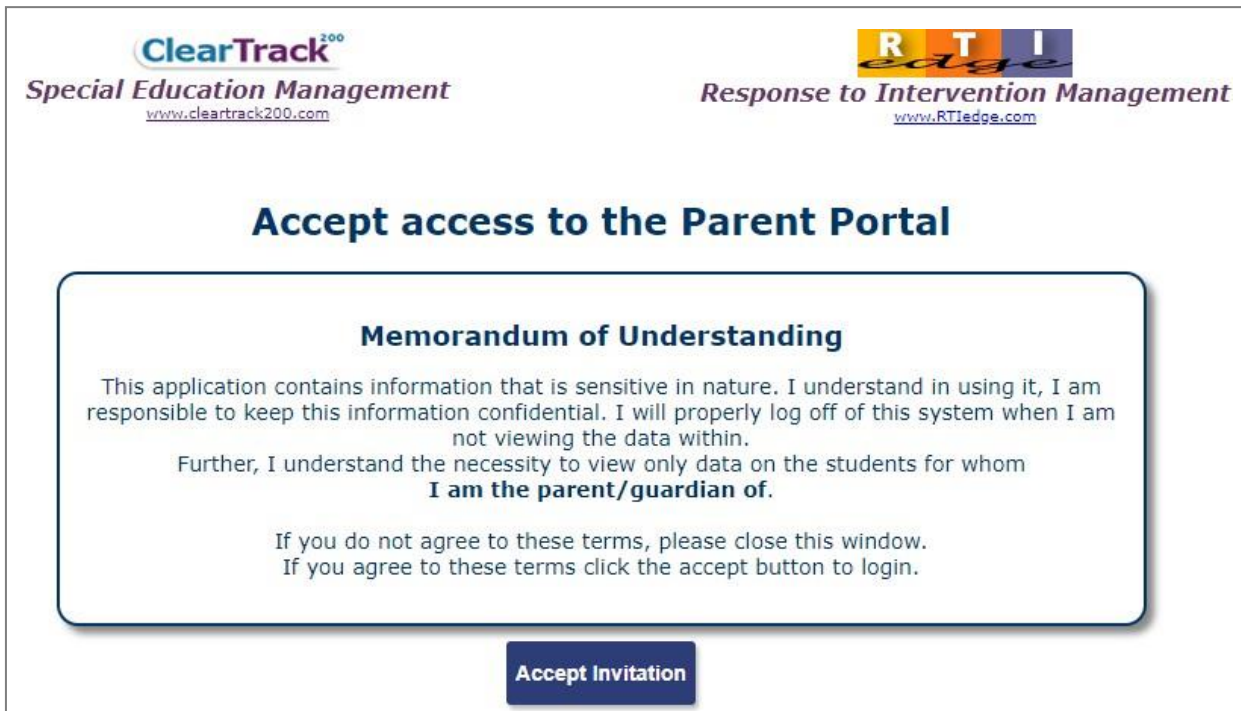 ClearTrack200
Special Education Management
www.cleartrack200.com
RTI
edge
Response to Intervention Management
www.RTIedge.com
Accept access to the Parent Portal
Memorandum of Understanding
This application contains information that is sensitive in nature. I understand in using it, I am
responsible to keep this information confidential. I will properly log off of this system when I am
not viewing the data within.
Further, I understand the necessity to view only data on the students for whom
I am the parent/guardian of.
If you do not agree to these terms, please close this window.
If you agree to these terms click the accept button to login.
Accept Invitation